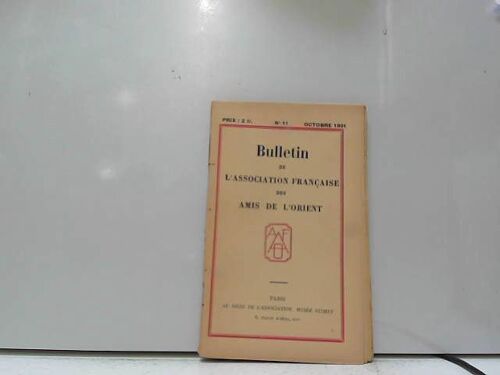 PRIX : 2 fr. N° 11 OCTOBRE 1931
Bulletin
DE
L'ASSOCIATION FRANÇAISE
DES
AMIS DE L'ORIENT
AFAO
PARIS
AU SIÈGE DE L'ASSOCIATION, MUSÉE GUIMET